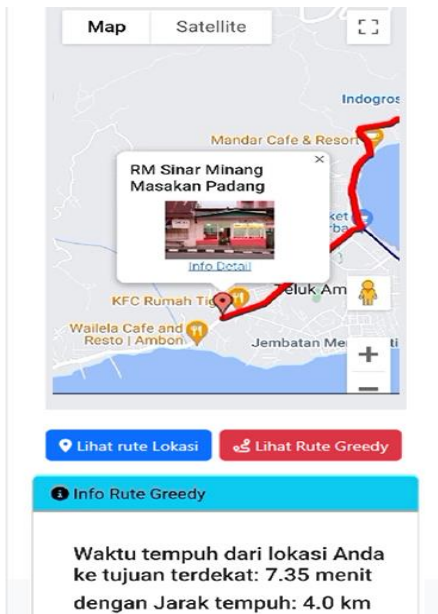 Map
Satellite
Indogros
Mandar Cafe & Resort
RM Sinar Minang
Masakan Padang
Info Detail
KFC Rumah Ti
Teluk Am
Wailela Cafe and
Resto | Ambon
Jembatan Me
Lihat rute Lokasi
Lihat Rute Greedy
Info Rute Greedy
Waktu tempuh dari lokasi Anda
ke tujuan terdekat: 7.35 menit
dengan Jarak tempuh: 4.0 km